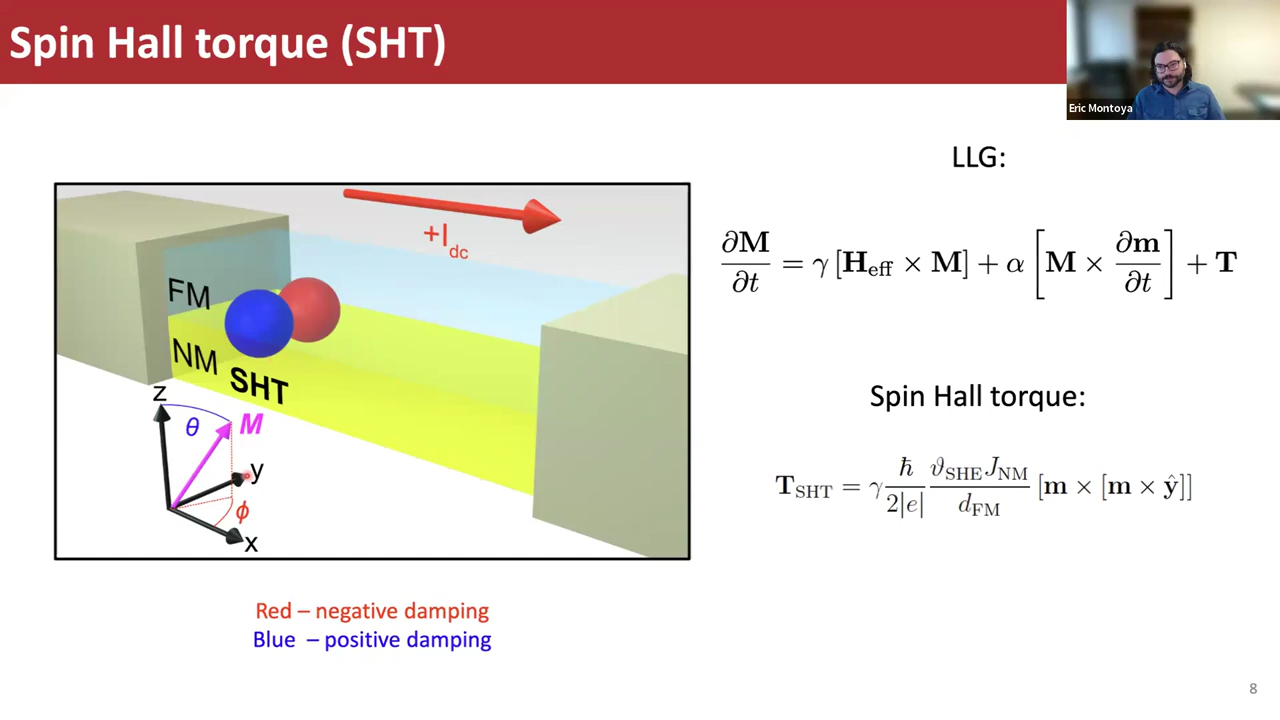 Spin Hall torque (SHT)
Eric Montoya
LLG:
∂M/∂t = γ [H_eff × M] + α [M × ∂m/∂t] + T
+I_dc
FM
NM
SHT
z
θ
M
y
ϕ
x
Spin Hall torque:
T_SHT = γ ħ/2|e| ϑ_SHE J_NM/d_FM [m × [m × ŷ]]
Red – negative damping
Blue – positive damping
8